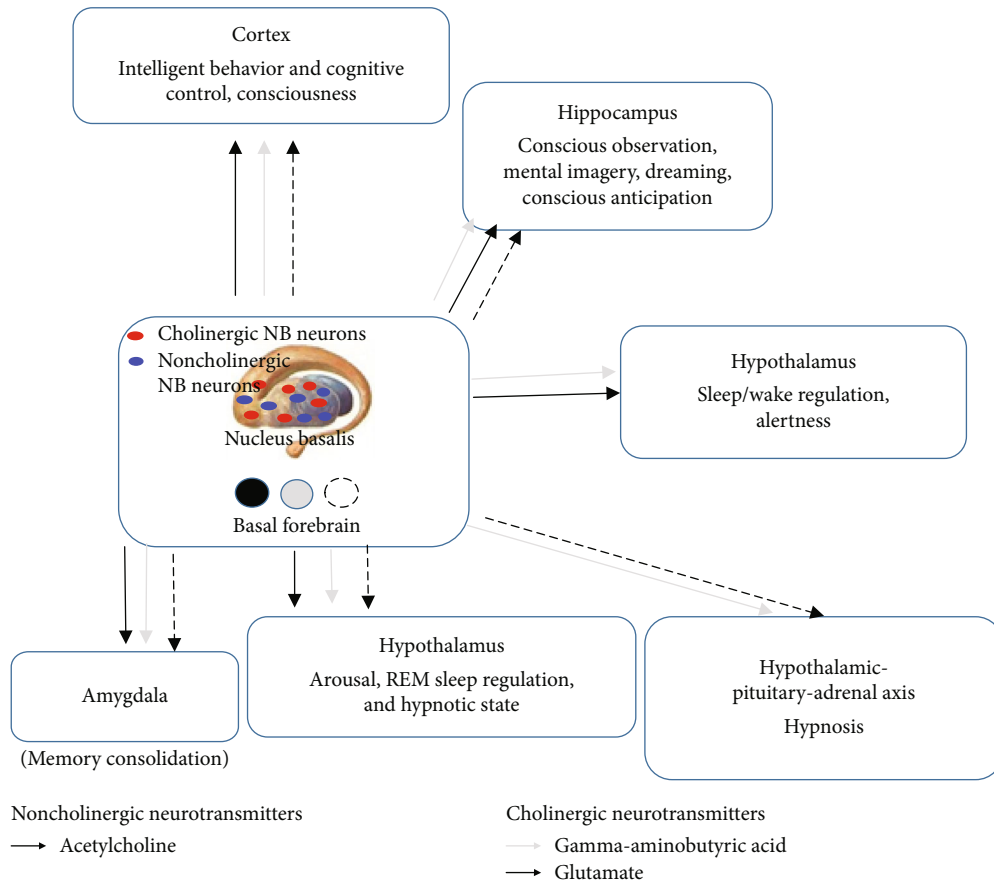 Cortex
Intelligent behavior and cognitive
control, consciousness
Hippocampus
Conscious observation,
mental imagery, dreaming,
conscious anticipation
Cholinergic NB neurons
Noncholinergic
NB neurons
Nucleus basalis
Basal forebrain
Hypothalamus
Sleep/wake regulation,
alertness
Amygdala
(Memory consolidation)
Hypothalamus
Arousal, REM sleep regulation,
and hypnotic state
Hypothalamic-
pituitary-adrenal axis
Hypnosis
Noncholinergic neurotransmitters
Acetylcholine
Cholinergic neurotransmitters
Gamma-aminobutyric acid
Glutamate